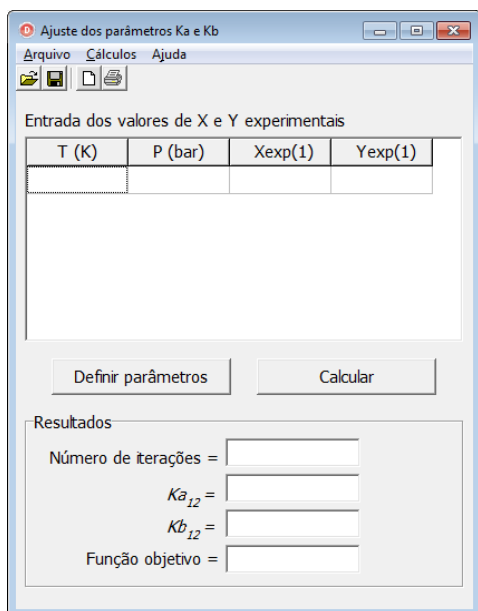 Ajuste dos parâmetros Ka e Kb
Arquivo Cálculos Ajuda
Entrada dos valores de X e Y experimentais
T (K) P (bar) Xexp(1) Yexp(1)
Definir parâmetros Calcular
Resultados
Número de iterações =
Ka12 =
Kb12 =
Função objetivo =